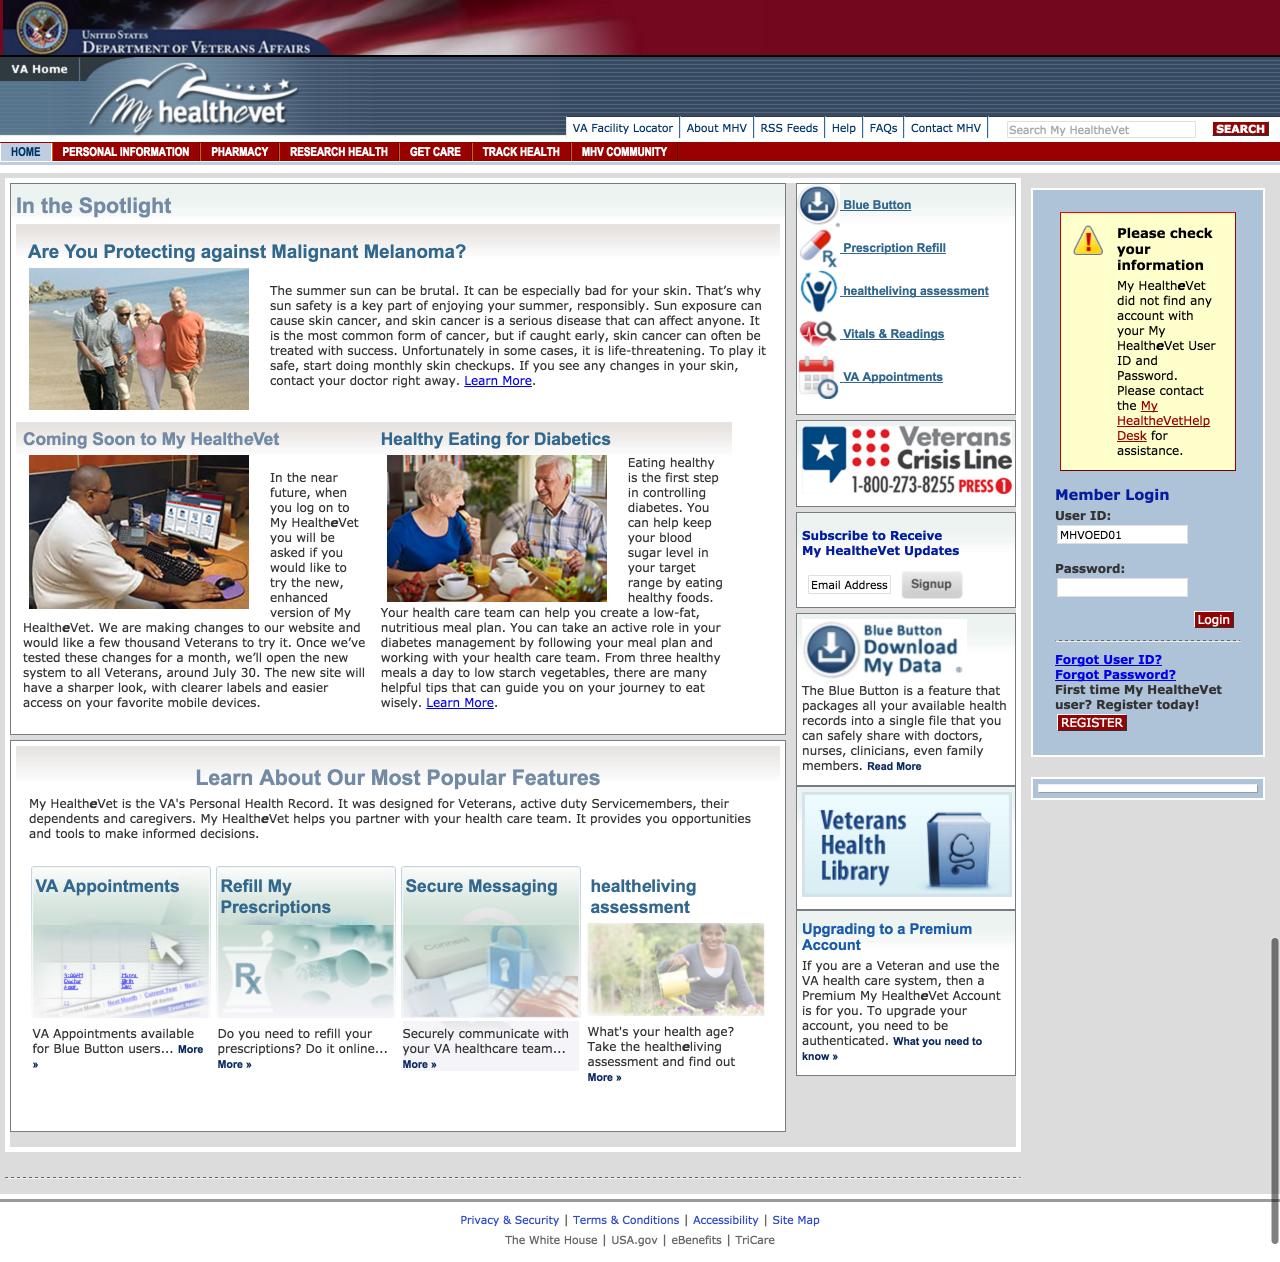 UNITED STATES
DEPARTMENT OF VETERANS AFFAIRS
VA Home
My healthevet
VA Facility Locator
About MHV
RSS Feeds
Help
FAQs
Contact MHV
Search My HealtheVet
SEARCH
HOME
PERSONAL INFORMATION
PHARMACY
RESEARCH HEALTH
GET CARE
TRACK HEALTH
MHV COMMUNITY
In the Spotlight
Are You Protecting against Malignant Melanoma?
The summer sun can be brutal. It can be especially bad for your skin. That's why
sun safety is a key part of enjoying your summer, responsibly. Sun exposure can
cause skin cancer, and skin cancer is a serious disease that can affect anyone. It
is the most common form of cancer, but if caught early, skin cancer can often be
treated with success. Unfortunately in some cases, it is life-threatening. To play it
safe, start doing monthly skin checkups. If you see any changes in your skin,
contact your doctor right away. Learn More.
Coming Soon to My HealtheVet
In the near
future, when
you log on to
My HealtheVet
you will be
asked if you
would like to
try the new,
enhanced
version of My
HealtheVet. We are making changes to our website and
would like a few thousand Veterans to try it. Once we've
tested these changes for a month, we'll open the new
system to all Veterans, around July 30. The new site will
have a sharper look, with clearer labels and easier
access on your favorite mobile devices.
Healthy Eating for Diabetics
Eating healthy
is the first step
in controlling
diabetes. You
can help keep
your blood
sugar level in
your target
range by eating
healthy foods.
Your health care team can help you create a low-fat,
nutritious meal plan. You can take an active role in your
diabetes management by following your meal plan and
working with your health care team. From three healthy
meals a day to low starch vegetables, there are many
helpful tips that can guide you on your journey to eat
wisely. Learn More.
Learn About Our Most Popular Features
My HealtheVet is the VA's Personal Health Record. It was designed for Veterans, active duty Servicemembers, their
dependents and caregivers. My HealtheVet helps you partner with your health care team. It provides you opportunities
and tools to make informed decisions.
VA Appointments
VA Appointments available
for Blue Button users... More
»
Refill My
Prescriptions
Rx
Do you need to refill your
prescriptions? Do it online...
More »
Secure Messaging
Connect
Securely communicate with
your VA healthcare team...
More »
healtheliving
assessment
What's your health age?
Take the healtheliving
assessment and find out
More »
Blue Button
Prescription Refill
healtheliving assessment
Vitals & Readings
VA Appointments
Veterans
Crisis Line
1-800-273-8255 PRESS 1
Subscribe to Receive
My HealtheVet Updates
Email Address
Signup
Blue Button
Download
My Data
The Blue Button is a feature that
packages all your available health
records into a single file that you
can safely share with doctors,
nurses, clinicians, even family
members. Read More
Veterans
Health
Library
Upgrading to a Premium
Account
If you are a Veteran and use the
VA health care system, then a
Premium My HealtheVet Account
is for you. To upgrade your
account, you need to be
authenticated. What you need to
know »
Please check
your
information
My HealtheVet
did not find any
account with
your My
HealtheVet User
ID and
Password.
Please contact
the My
HealtheVetHelp
Desk for
assistance.
Member Login
User ID:
MHVOED01
Password:
Login
Forgot User ID?
Forgot Password?
First time My HealtheVet
user? Register today!
REGISTER
Privacy & Security | Terms & Conditions | Accessibility | Site Map
The White House | USA.gov | eBenefits | TriCare